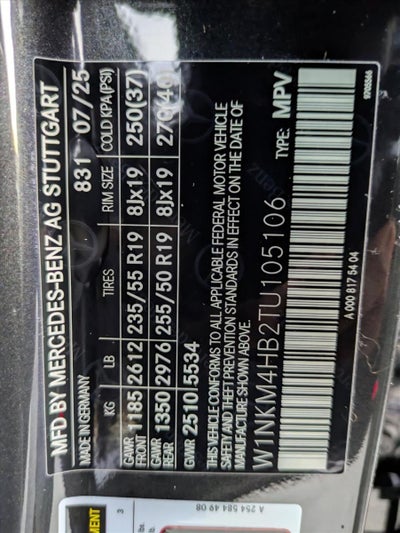 MFD BY MERCEDES-BENZ AG STUTTGART
MADE IN GERMANY 831 07/25
KG LB TIRES RIM SIZE COLD KPA(PSI)
GAWR FRONT 1185 2612 235/55 R19 8Jx19 250(37)
GAWR REAR 1350 2976 255/50 R19 8Jx19 270(40)
GVWR 2510 5534
THIS VEHICLE CONFORMS TO ALL APPLICABLE FEDERAL MOTOR VEHICLE
SAFETY AND THEFT PREVENTION STANDARDS IN EFFECT ON THE DATE OF
MANUFACTURE SHOWN ABOVE.
W1NKM4HB2TU105106 TYPE: MPV
A 000 817 54 04
9705566
A 254 584 49 08
3